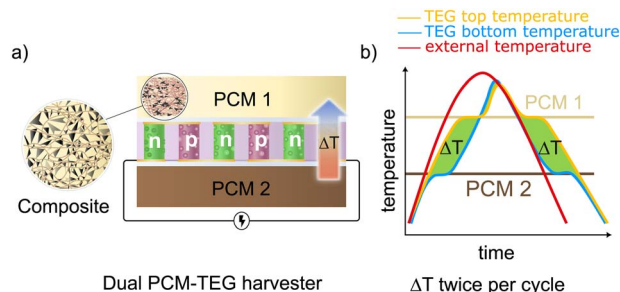 TEG top temperature
TEG bottom temperature
external temperature
a)
b)
PCM 1
n p n p n
ΔT
PCM 2
Composite
temperature
PCM 1
ΔT
ΔT
PCM 2
time
Dual PCM-TEG harvester
ΔT twice per cycle